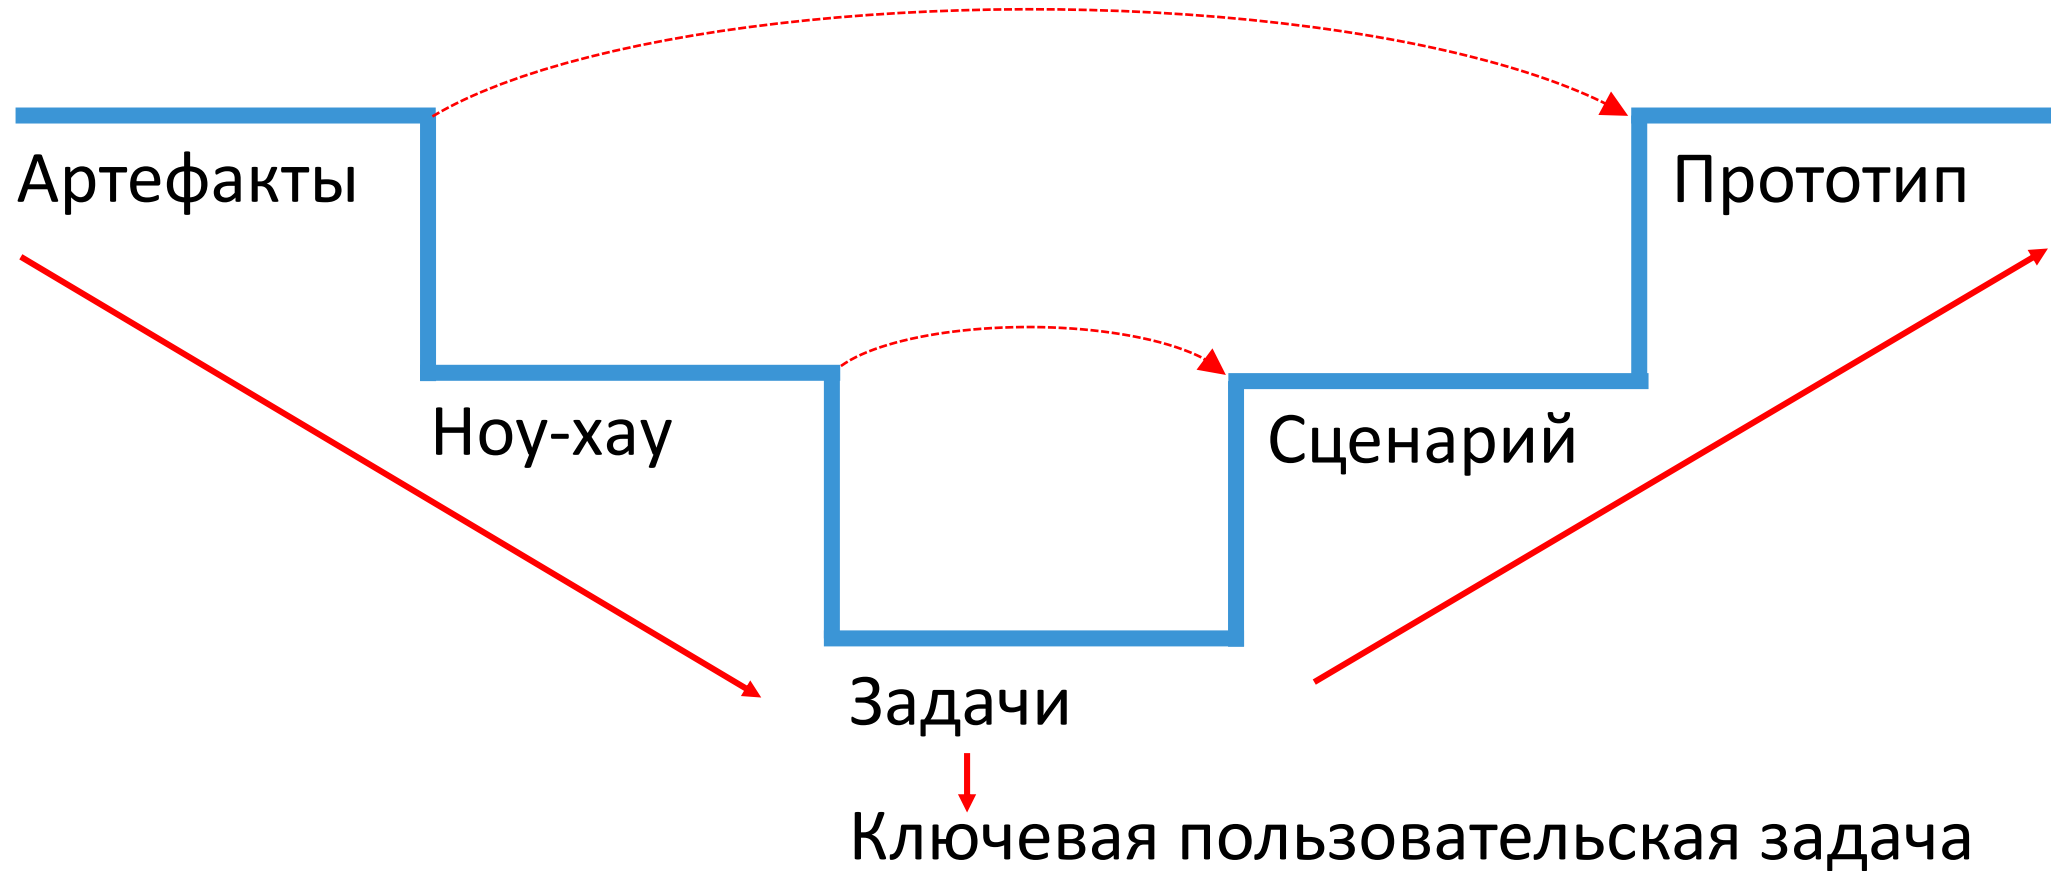 Артефакты
Прототип
Ноу-хау
Сценарий
Задачи
Ключевая пользовательская задача